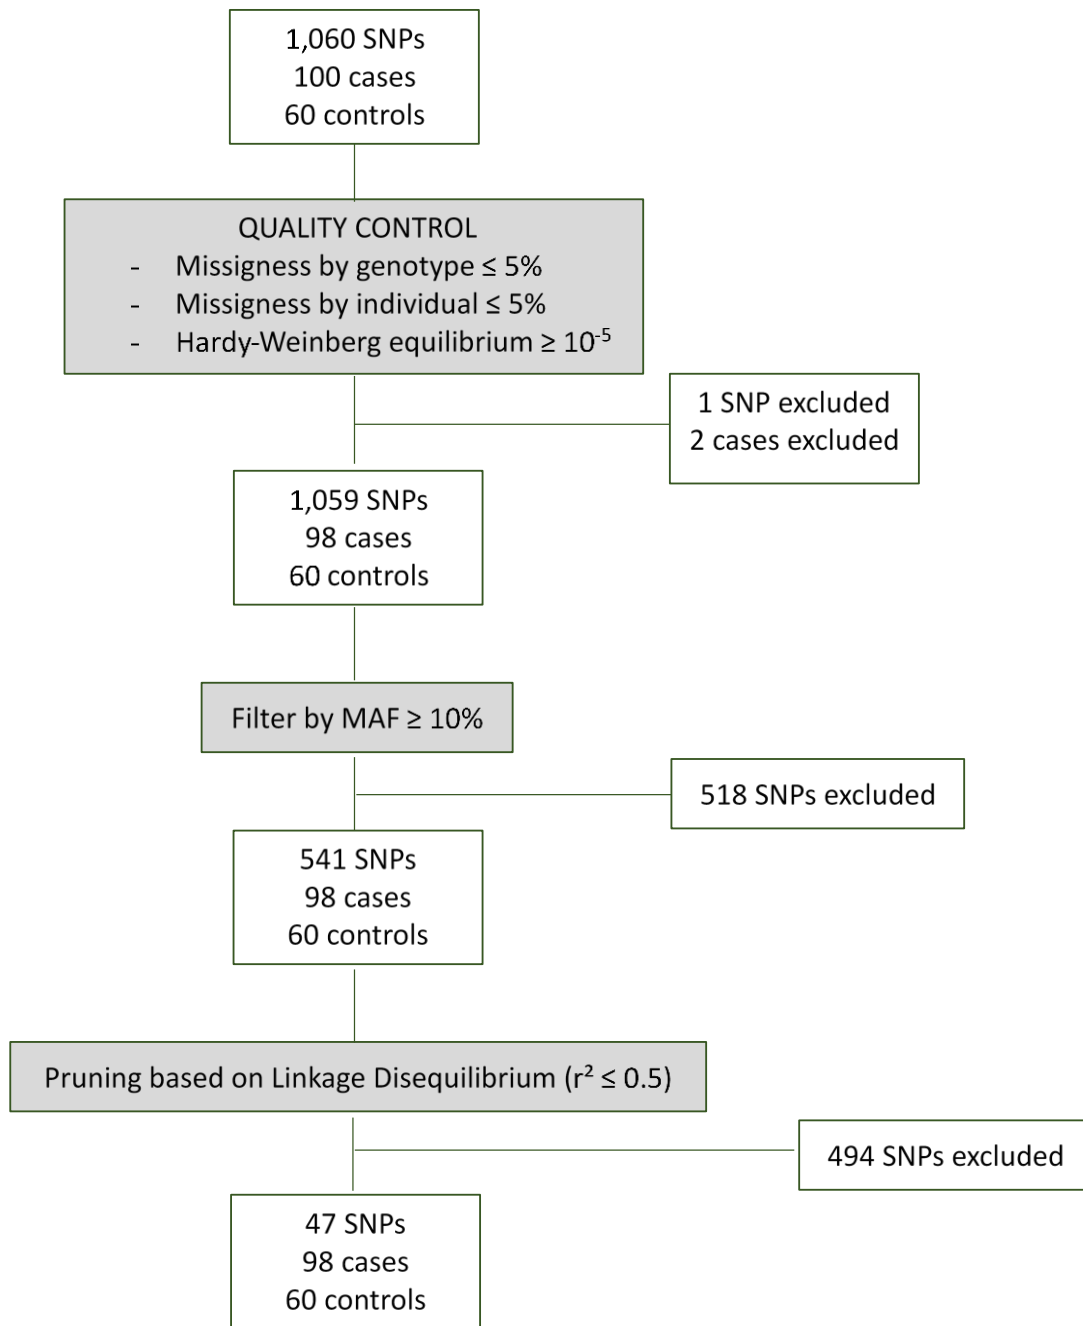 1,060 SNPs
100 cases
60 controls
QUALITY CONTROL
- Missigness by genotype ≤ 5%
- Missigness by individual ≤ 5%
- Hardy-Weinberg equilibrium ≥ 10⁻⁵
1 SNP excluded
2 cases excluded
1,059 SNPs
98 cases
60 controls
Filter by MAF ≥ 10%
518 SNPs excluded
541 SNPs
98 cases
60 controls
Pruning based on Linkage Disequilibrium (r² ≤ 0.5)
494 SNPs excluded
47 SNPs
98 cases
60 controls